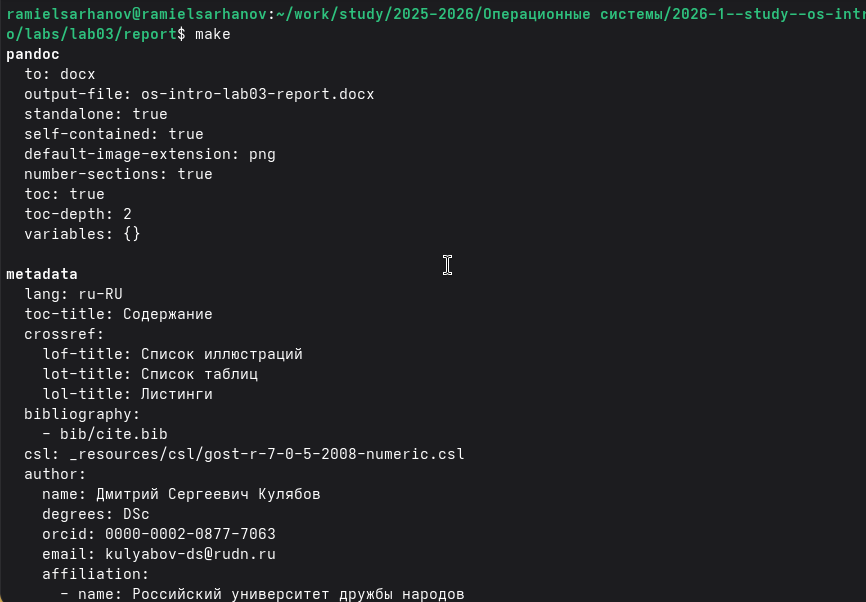 ramielsarhanov@ramielsarhanov:~/work/study/2025-2026/Операционные системы/2026-1--study--os-intr
o/labs/lab03/report$ make
pandoc
  to: docx
  output-file: os-intro-lab03-report.docx
  standalone: true
  self-contained: true
  default-image-extension: png
  number-sections: true
  toc: true
  toc-depth: 2
  variables: {}

metadata
  lang: ru-RU
  toc-title: Содержание
  crossref:
    lof-title: Список иллюстраций
    lot-title: Список таблиц
    lol-title: Листинги
  bibliography:
    - bib/cite.bib
  csl: _resources/csl/gost-r-7-0-5-2008-numeric.csl
  author:
    name: Дмитрий Сергеевич Кулябов
    degrees: DSc
    orcid: 0000-0002-0877-7063
    email: kulyabov-ds@rudn.ru
    affiliation:
      - name: Российский университет дружбы народов